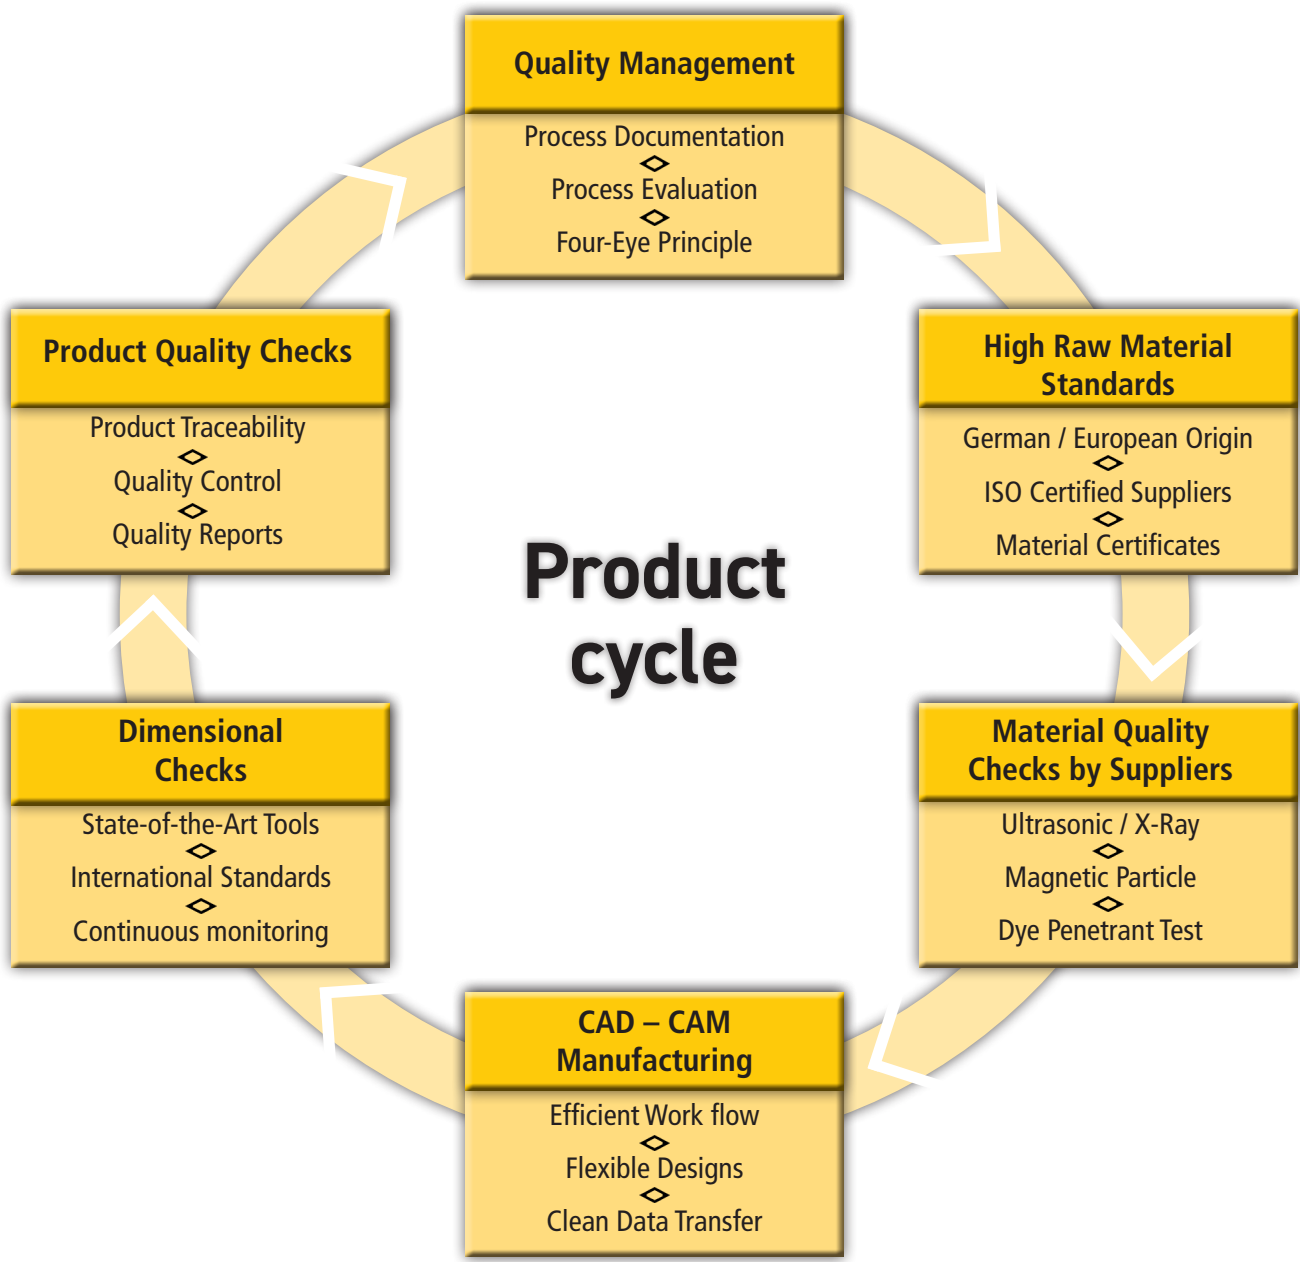 Quality Management
Process Documentation
Process Evaluation
Four-Eye Principle
High Raw Material
Standards
German / European Origin
ISO Certified Suppliers
Material Certificates
Material Quality
Checks by Suppliers
Ultrasonic / X-Ray
Magnetic Particle
Dye Penetrant Test
CAD – CAM
Manufacturing
Efficient Work flow
Flexible Designs
Clean Data Transfer
Dimensional
Checks
State-of-the-Art Tools
International Standards
Continuous monitoring
Product Quality Checks
Product Traceability
Quality Control
Quality Reports
Product
cycle